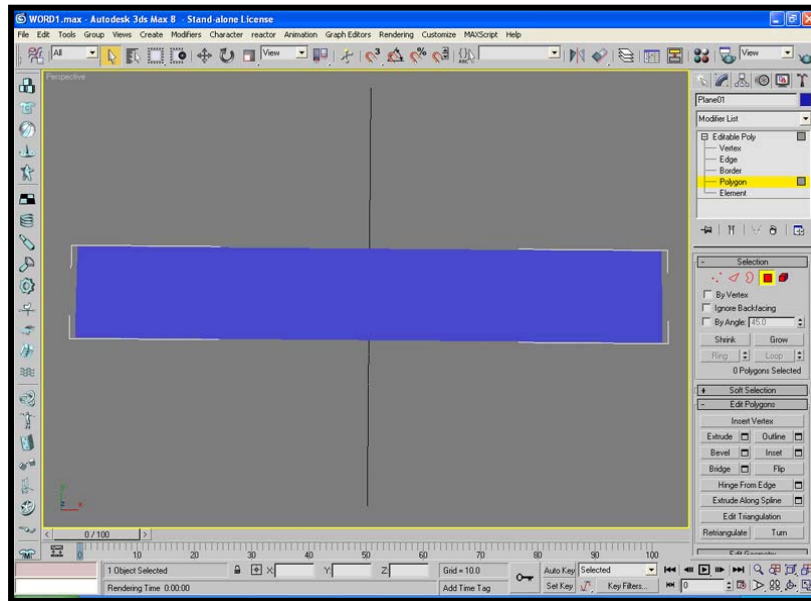 WORD1.max - Autodesk 3ds Max 8 - Stand-alone License
File Edit Tools Group Views Create Modifiers Character reactor Animation Graph Editors Rendering Customize MAXScript Help
All View View
Perspective
Plane01
Modifier List
Editable Poly
Vertex
Edge
Border
Polygon
Element
- Selection
By Vertex
Ignore Backfacing
By Angle: 45.0
Shrink Grow
Ring Loop
0 Polygons Selected
+ Soft Selection
- Edit Polygons
Insert Vertex
Extrude Outline
Bevel Inset
Bridge Flip
Hinge From Edge
Extrude Along Spline
Edit Triangulation
Retriangulate Turn
Edit Geometry
z x
< 0 / 100 >
0 10 20 30 40 50 60 70 80 90 100
1 Object Selected X: Y: Z: Grid = 10.0 Auto Key Selected
Rendering Time 0:00:00 Add Time Tag Set Key Key Filters... 0